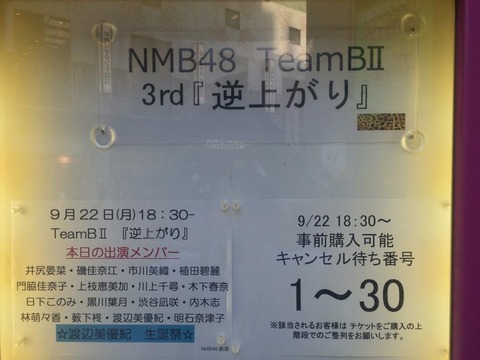 NMB48 TeamBⅡ
3rd『逆上がり』
9月22日(月)18：30-
TeamBⅡ 『逆上がり』
本日の出演メンバー
井尻晏菜・磯佳奈江・市川美織・植田碧麗
門脇佳奈子・上枝恵美加・川上千尋・木下春奈
日下このみ・黒川葉月・渋谷凪咲・内木志
林萌々香・薮下柊・渡辺美優紀・明石奈津子
☆渡辺美優紀 生誕祭☆
9/22 18:30～
事前購入可能
キャンセル待ち番号
1～30
※該当されるお客様は チケットをご購入の上
階段でのご整列をお願いします。
NMB48 劇場